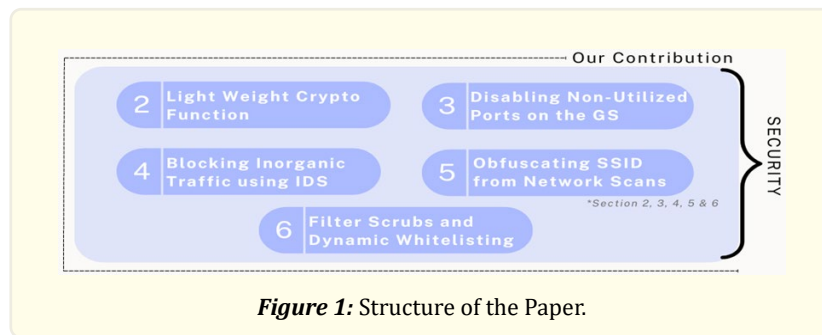 Our Contribution
2 Light Weight Crypto
Function
3 Disabling Non-Utilized
Ports on the GS
4 Blocking Inorganic
Traffic using IDS
5 Obfuscating SSID
from Network Scans
*Section 2, 3, 4, 5 & 6
6 Filter Scrubs and
Dynamic Whitelisting
SECURITY
Figure 1: Structure of the Paper.